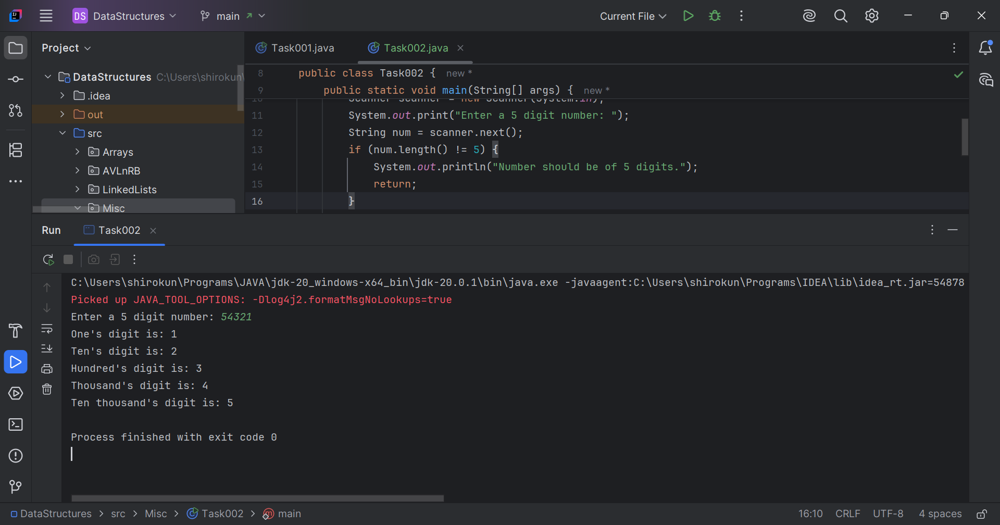 DS DataStructures main Current File
Project
Task001.java Task002.java
DataStructures C:\Users\shirokun\
.idea
out
src
Arrays
AVLnRB
LinkedLists
Misc
8 public class Task002 { new *
9 public static void main(String[] args) { new *
10 Scanner scanner = new Scanner(System.in);
11 System.out.print("Enter a 5 digit number: ");
12 String num = scanner.next();
13 if (num.length() != 5) {
14 System.out.println("Number should be of 5 digits.");
15 return;
16 }
Run Task002
C:\Users\shirokun\Programs\JAVA\jdk-20_windows-x64_bin\jdk-20.0.1\bin\java.exe -javaagent:C:\Users\shirokun\Programs\IDEA\lib\idea_rt.jar=54878
Picked up JAVA_TOOL_OPTIONS: -Dlog4j2.formatMsgNoLookups=true
Enter a 5 digit number: 54321
One's digit is: 1
Ten's digit is: 2
Hundred's digit is: 3
Thousand's digit is: 4
Ten thousand's digit is: 5
Process finished with exit code 0
DataStructures > src > Misc > Task002 > main 16:10 CRLF UTF-8 4 spaces